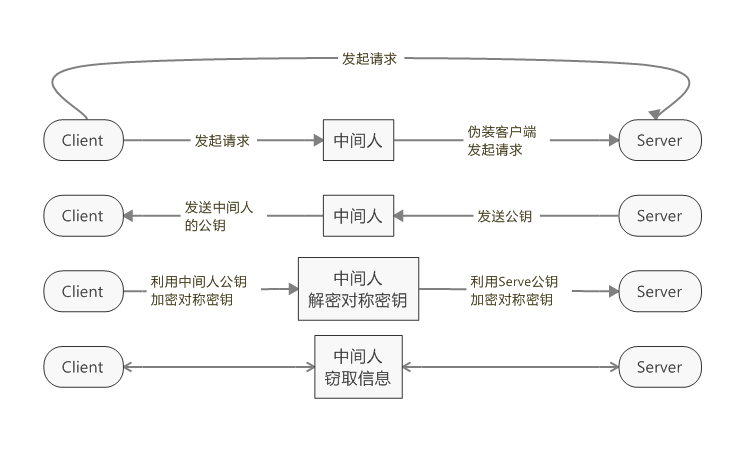 发起请求
Client
发起请求
中间人
伪装客户端
发起请求
Server
Client
发送中间人
的公钥
中间人
发送公钥
Server
Client
利用中间人公钥
加密对称密钥
中间人
解密对称密钥
利用Serve公钥
加密对称密钥
Server
Client
中间人
窃取信息
Server